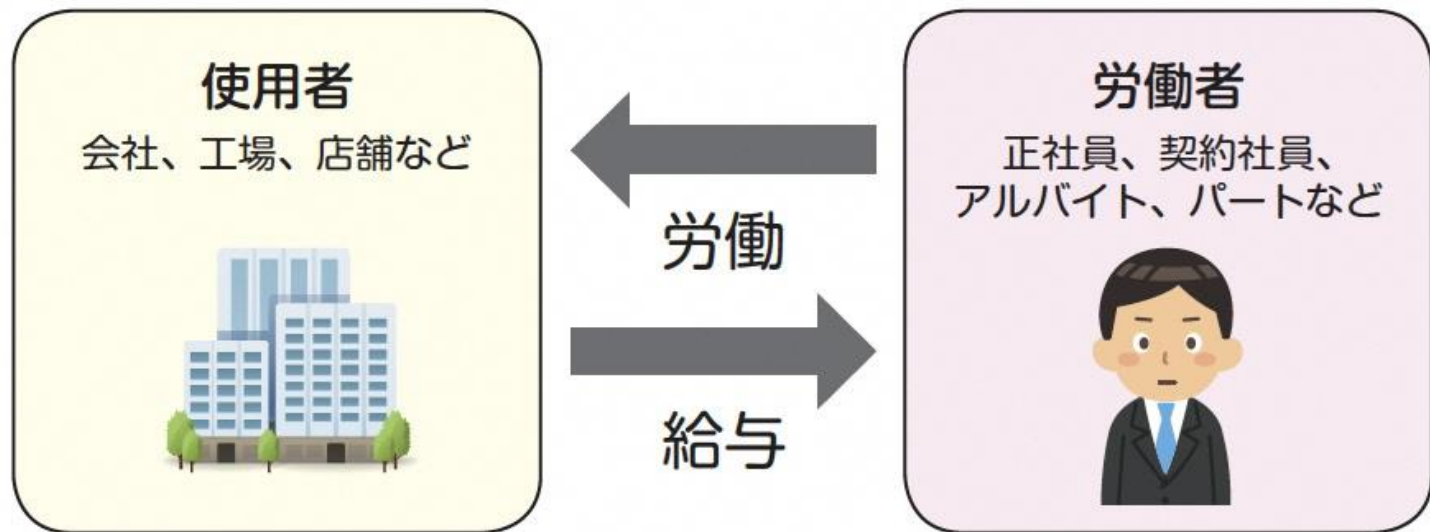 使用者
会社、工場、店舗など
労働
給与
労働者
正社員、契約社員、
アルバイト、パートなど